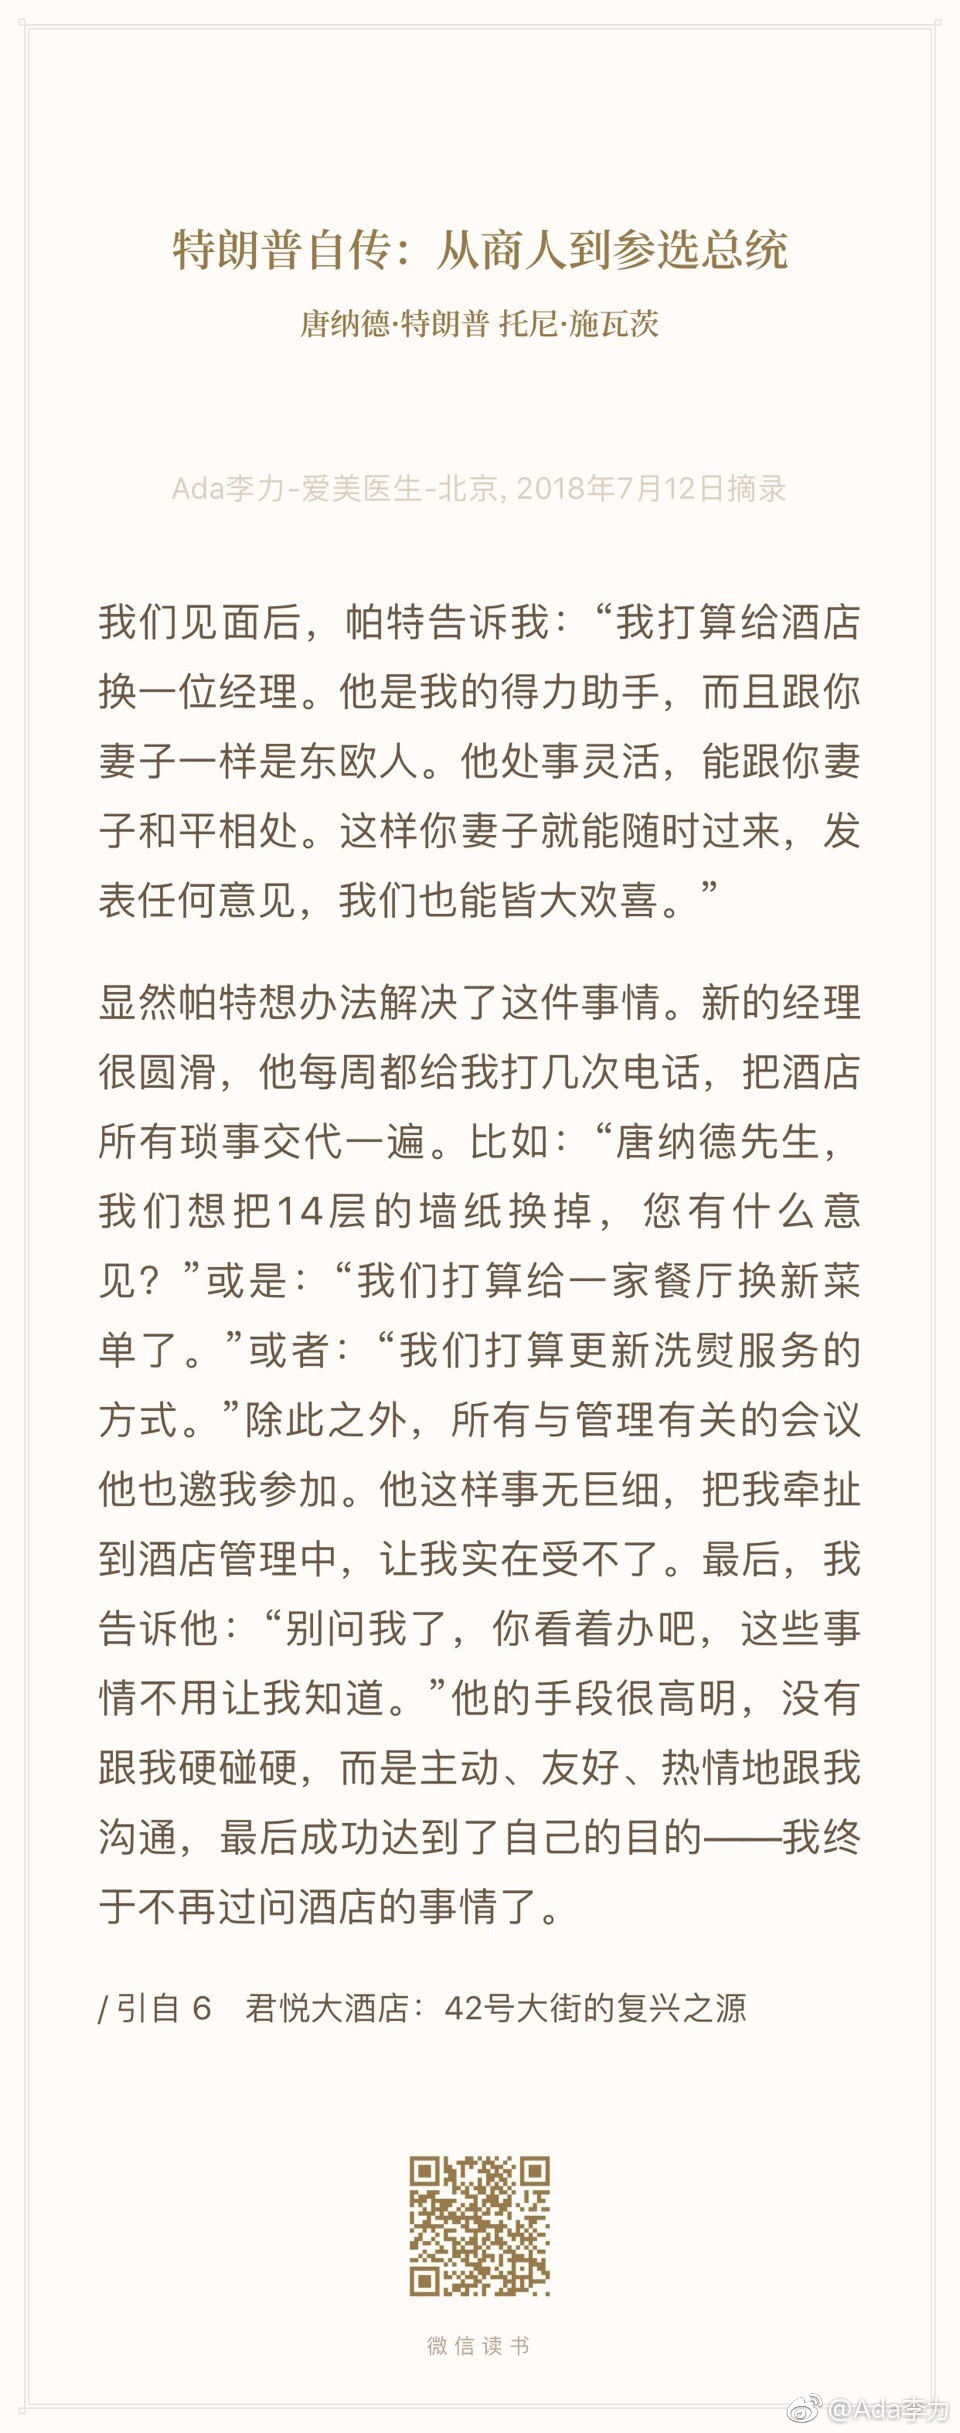 特朗普自传：从商人到参选总统
唐纳德·特朗普 托尼·施瓦茨
Ada李力-爱美医生-北京, 2018年7月12日摘录
我们见面后，帕特告诉我：“我打算给酒店
换一位经理。他是我的得力助手，而且跟你
妻子一样是东欧人。他处事灵活，能跟你妻
子和平相处。这样你妻子就能随时过来，发
表任何意见，我们也能皆大欢喜。”
显然帕特想办法解决了这件事情。新的经理
很圆滑，他每周都给我打几次电话，把酒店
所有琐事交代一遍。比如：“唐纳德先生，
我们想把14层的墙纸换掉，您有什么意
见？”或是：“我们打算给一家餐厅换新菜
单了。”或者：“我们打算更新洗熨服务的
方式。”除此之外，所有与管理有关的会议
他也邀我参加。他这样事无巨细，把我牵扯
到酒店管理中，让我实在受不了。最后，我
告诉他：“别问我了，你看着办吧，这些事
情不用让我知道。”他的手段很高明，没有
跟我硬碰硬，而是主动、友好、热情地跟我
沟通，最后成功达到了自己的目的——我终
于不再过问酒店的事情了。
/ 引自 6　君悦大酒店：42号大街的复兴之源
微信读书
@Ada李力